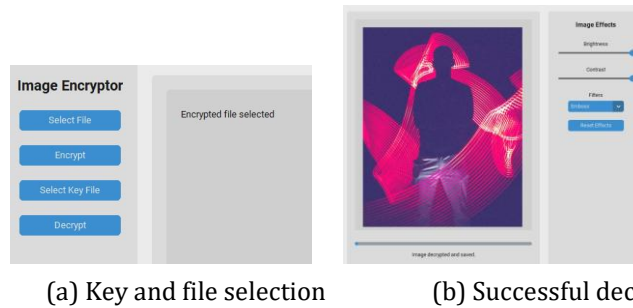 Image Encryptor
Select File
Encrypt
Select Key File
Decrypt
Encrypted file selected
Image decrypted and saved.
Image Effects
Brightness
Contrast
Filters
Reset Effects
(a) Key and file selection
(b) Successful dec